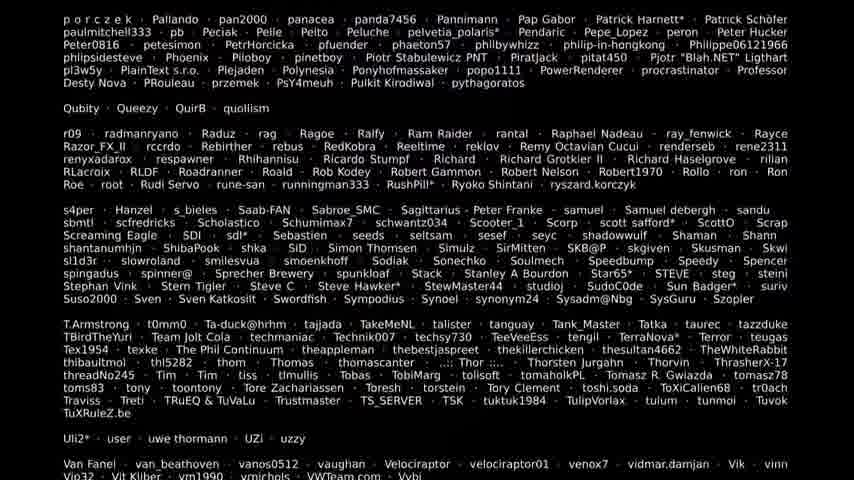 p o r c z e k · Pallando · pan2000 · panacea · panda7456 · Pannimann · Pap Gabor · Patrick Harnett* · Patrick Schöfer
paulmitchell333 · pb · Peciak · Pelle · Pelto · Peluche · pelvetia_polaris* · Pendaric · Pepe_Lopez · peron · Peter Hucker
Peter0816 · petesimon · PetrHorcicka · pfuender · phaeton57 · philbywhizz · philip-in-hongkong · Philippe06121966
phlipsidesteve · Phoenix · Piloboy · pinetboy · Piotr Stabulewicz PNT · PiratJack · pitat450 · Pjotr "Blah.NET" Ligthart
pl3w5y · PlainText s.r.o. · Plejaden · Polynesia · Ponyhofmassaker · popo1111 · PowerRenderer · procrastinator · Professor
Desty Nova · PRouleau · przemek · PsY4meuh · Pulkit Kirodiwal · pythagoratos
Qubity · Queezy · QuirB · quollism
r09 · radmanryano · Raduz · rag · Ragoe · Ralfy · Ram Raider · rantal · Raphael Nadeau · ray_fenwick · Rayce
Razor_FX_II · rccrdo · Rebirther · rebus · RedKobra · Reeltime · reklov · Remy Octavian Cucui · renderseb · rene2311
renyxadarox · respawner · Rhihannisu · Ricardo Stumpf · Richard · Richard Grotkier II · Richard Haselgrove · rilian
RLacroix · RLDF · Roadranner · Roald · Rob Kodey · Robert Gammon · Robert Nelson · Robert1970 · Rollo · ron · Ron
Roe · root · Rudi Servo · rune-san · runningman333 · RushPill* · Ryoko Shintani · ryszard.korczyk
s4per · Hanzel · s_bieles · Saab-FAN · Sabroe_SMC · Sagittarius - Peter Franke · samuel · Samuel debergh · sandu
sbmtl · scfredricks · Scholastico · Schumimax7 · schwantz034 · Scooter_1 · Scorp · scott safford* · ScottO · Scrap
Screaming Eagle · SDI · sdl* · Sebastien · seeds · seitsam · sesef · seyc · shadowwulf · Shaman · Shann
shantanumhjn · ShibaPook · shka · SiD · Simon Thomsen · Simulz · SirMitten · SKB@P · skgiven · Skusman · Skwi
sl1d3r · slowroland · smilesvua · smoenkhoff · Sodiak · Sonechko · Soulmech · Speedbump · Speedy · Spencer
spingadus · spinner@ · Sprecher Brewery · spunkloaf · Stack · Stanley A Bourdon · Star65* · STE\/E · steg · steini
Stephan Vink · Stern Tigler · Steve C · Steve Hawker* · StewMaster44 · studioj · SudoC0de · Sun Badger* · suriv
Suso2000 · Sven · Sven Katkosilt · Swordfish · Sympodius · Synoel · synonym24 · Sysadm@Nbg · SysGuru · Szopler
T.Armstrong · t0mm0 · Ta-duck@hrhm · tajjada · TakeMeNL · talister · tanguay · Tank_Master · Tatka · taurec · tazzduke
TBirdTheYuri · Team Jolt Cola · techmaniac · Technik007 · techsy730 · TeeVeeEss · tengil · TerraNova* · Terror · teugas
Tex1954 · texke · The Phil Continuum · theappleman · thebestjaspreet · thekillerchicken · thesultan4662 · TheWhiteRabbit
thibaultmol · thl5282 · thom · Thomas · thomascanter · ..:: Thor ::.. · Thorsten Jurgahn · Thorvin · ThrasherX-17
threadNo245 · Tim · Tim · tiss · tlmullis · Tobas · TobiMarg · tolisoft · tomaholkPL · Tomasz R. Gwiazda · tomasz78
toms83 · tony · toontony · Tore Zachariassen · Toresh · torstein · Tory Clement · toshi.soda · ToXiCalien68 · tr0ach
Traviss · Treti · TRuEQ & TuVaLu · Trustmaster · TS_SERVER · TSK · tuktuk1984 · TulipVorlax · tulum · tunmoi · Tuvok
TuXRuleZ.be
Uli2* · user · uwe thormann · UZi · uzzy
Van Fanel · van_beathoven · vanos0512 · vaughan · Velociraptor · velociraptor01 · venox7 · vidmar.damjan · Vik · vinn
Vip32 · Vit Kliber · vm1990 · vmichols · VWTeam.com · Vybi